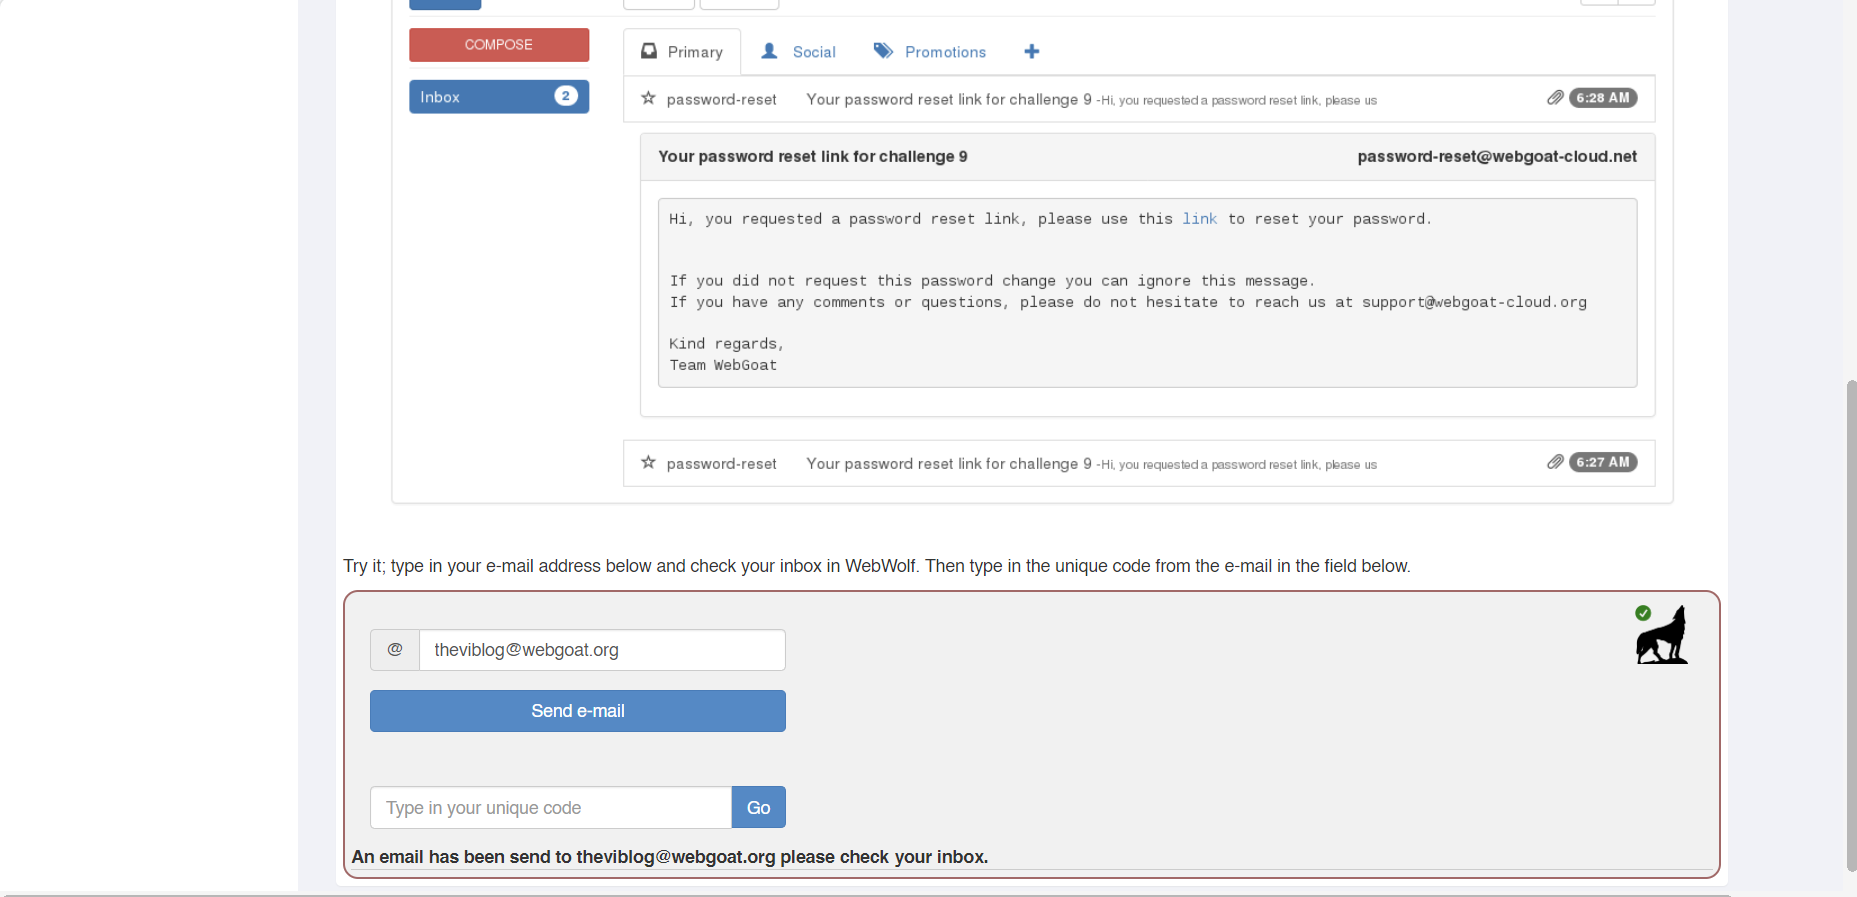 COMPOSE
Primary
Social
Promotions
Inbox
2
password-reset Your password reset link for challenge 9 -Hi, you requested a password reset link, please us
6:28 AM
Your password reset link for challenge 9
password-reset@webgoat-cloud.net
Hi, you requested a password reset link, please use this link to reset your password.
If you did not request this password change you can ignore this message.
If you have any comments or questions, please do not hesitate to reach us at support@webgoat-cloud.org
Kind regards,
Team WebGoat
password-reset Your password reset link for challenge 9 -Hi, you requested a password reset link, please us
6:27 AM
Try it; type in your e-mail address below and check your inbox in WebWolf. Then type in the unique code from the e-mail in the field below.
@ theviblog@webgoat.org
Send e-mail
Type in your unique code
Go
An email has been send to theviblog@webgoat.org please check your inbox.